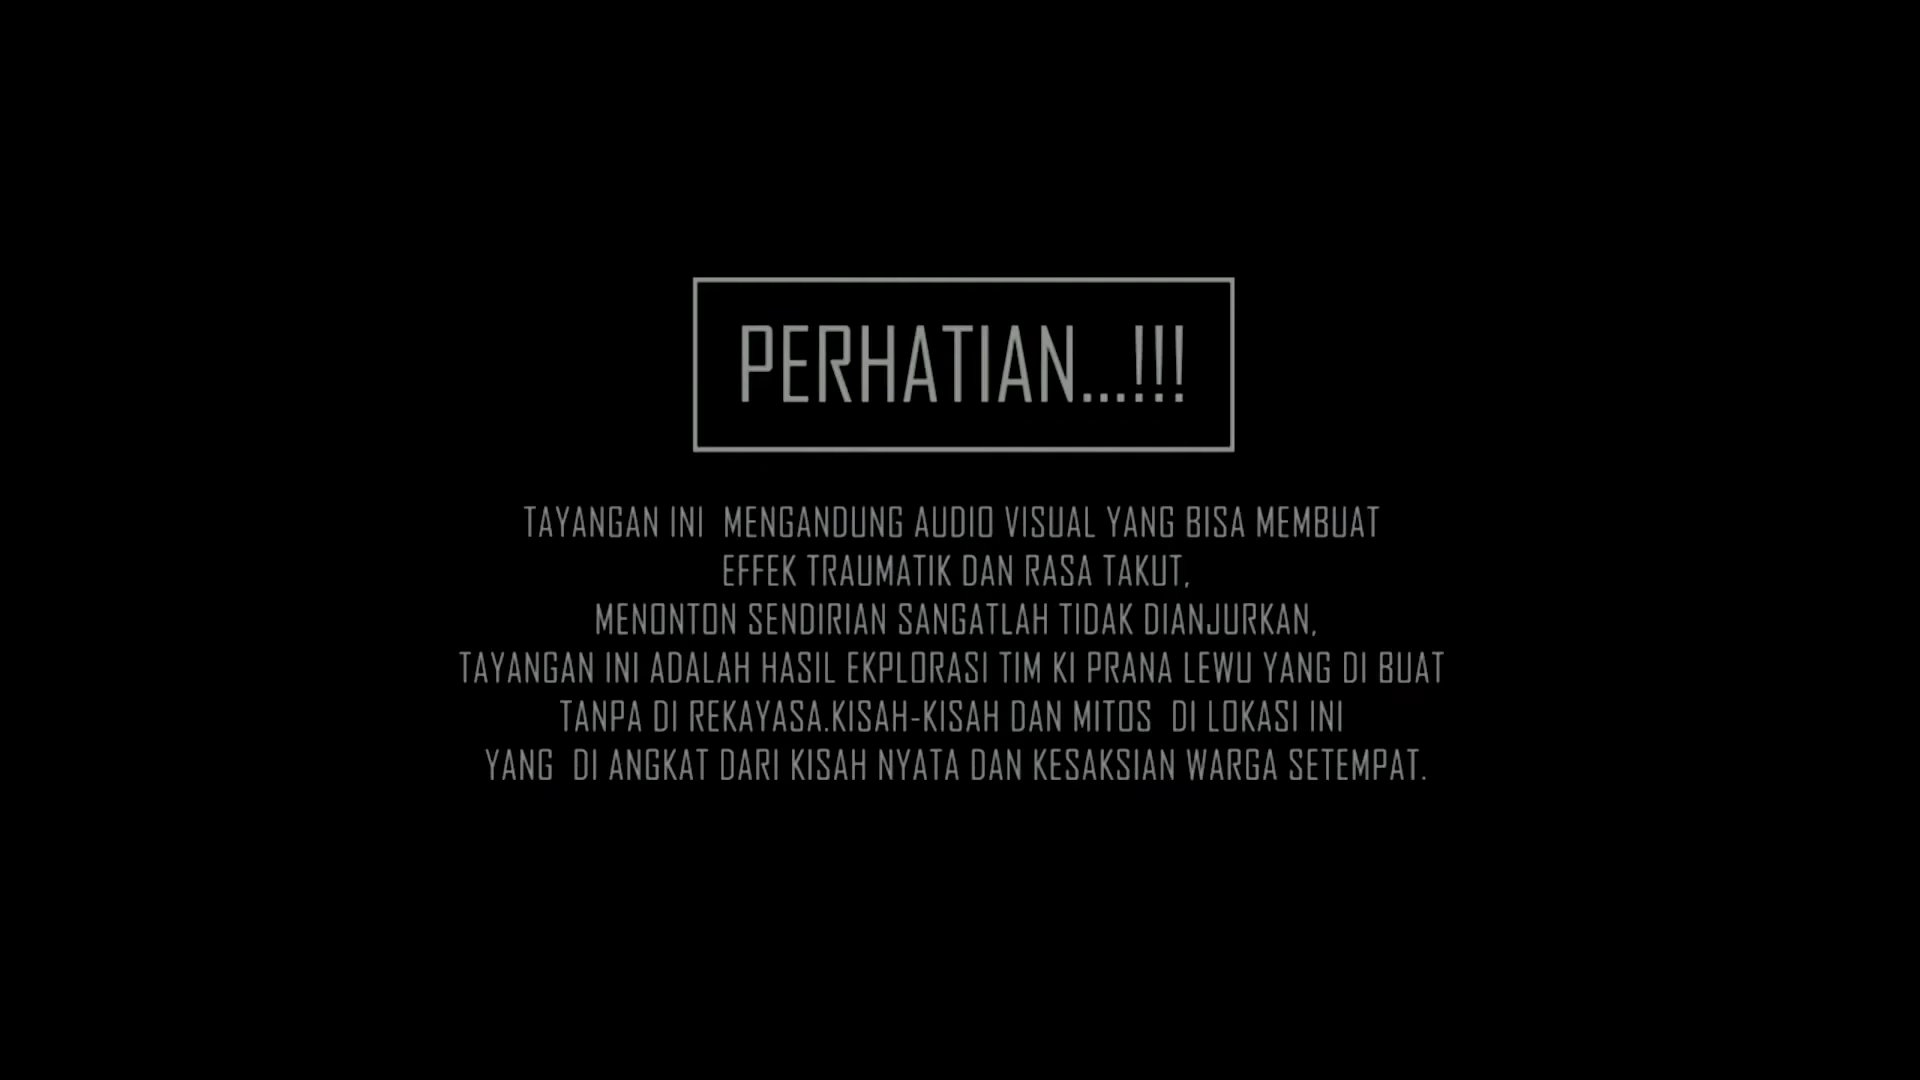 PERHATIAN...!!!
TAYANGAN INI MENGANDUNG AUDIO VISUAL YANG BISA MEMBUAT
EFFEK TRAUMATIK DAN RASA TAKUT,
MENONTON SENDIRIAN SANGATLAH TIDAK DIANJURKAN,
TAYANGAN INI ADALAH HASIL EKPLORASI TIM KI PRANA LEWU YANG DI BUAT
TANPA DI REKAYASA.KISAH-KISAH DAN MITOS DI LOKASI INI
YANG DI ANGKAT DARI KISAH NYATA DAN KESAKSIAN WARGA SETEMPAT.